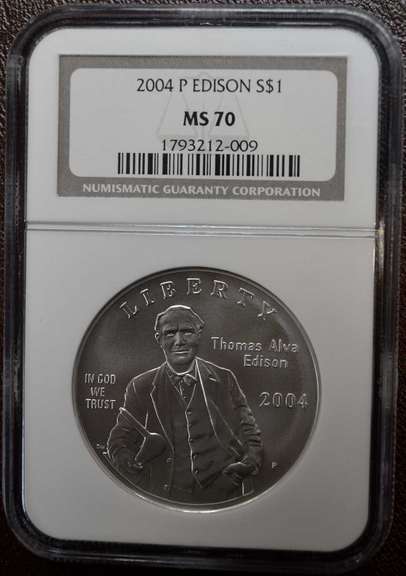 2004 P EDISON S$1
MS 70
1793212-009
NUMISMATIC GUARANTY CORPORATION
LIBERTY
Thomas Alva
Edison
IN GOD
WE
TRUST
2004
P